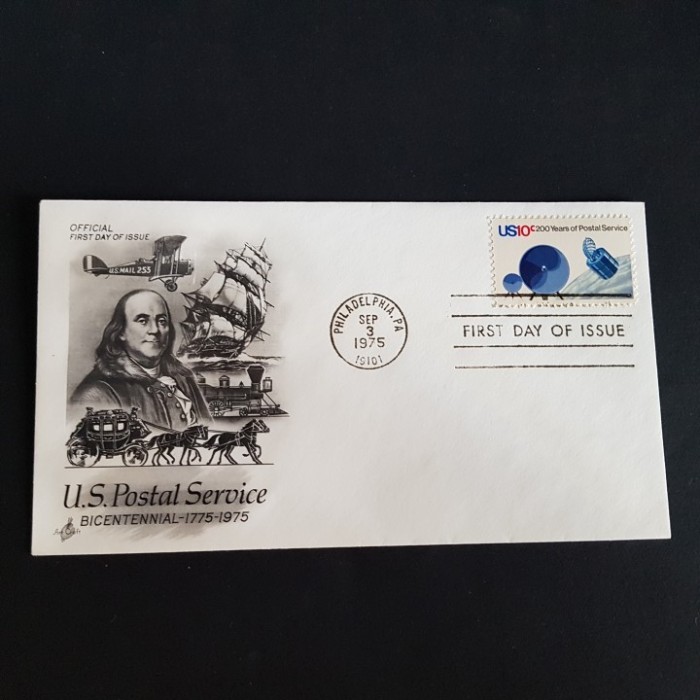 OFFICIAL
FIRST DAY OF ISSUE
U.S. MAIL 253
U.S. Postal Service
BICENTENNIAL-1775-1975
PHILADELPHIA, PA
SEP
3
1975
19101
US10c 200 Years of Postal Service
FIRST DAY OF ISSUE